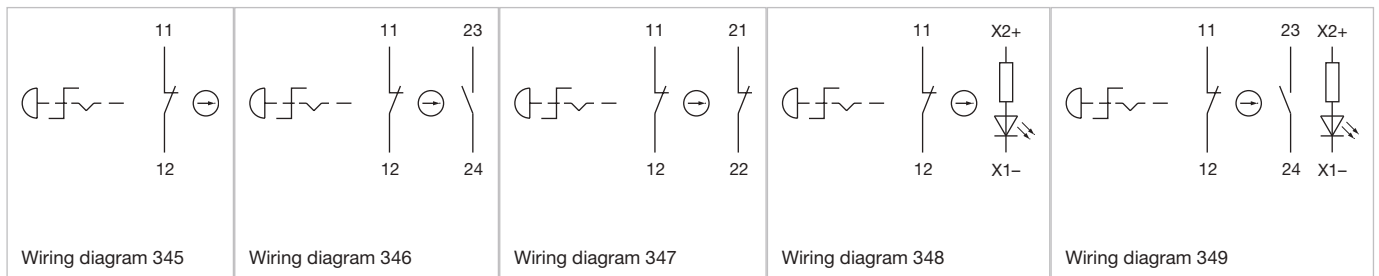 11
12
Wiring diagram 345
11 23
12 24
Wiring diagram 346
11 21
12 22
Wiring diagram 347
11 X2+
12 X1–
Wiring diagram 348
11 23 X2+
12 24 X1–
Wiring diagram 349